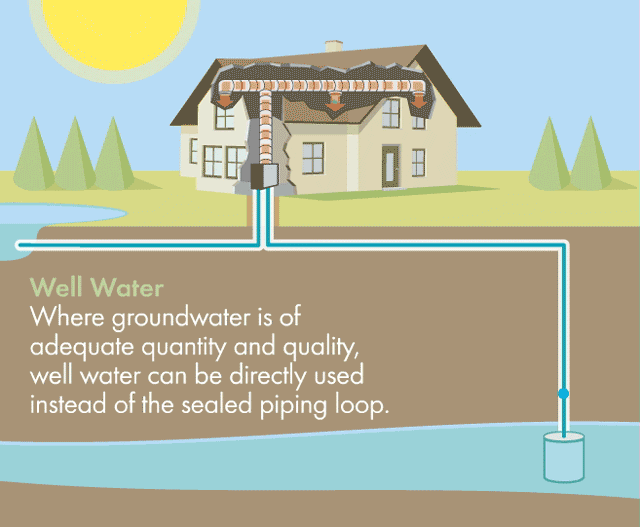 Well Water
Where groundwater is of
adequate quantity and quality,
well water can be directly used
instead of the sealed piping loop.